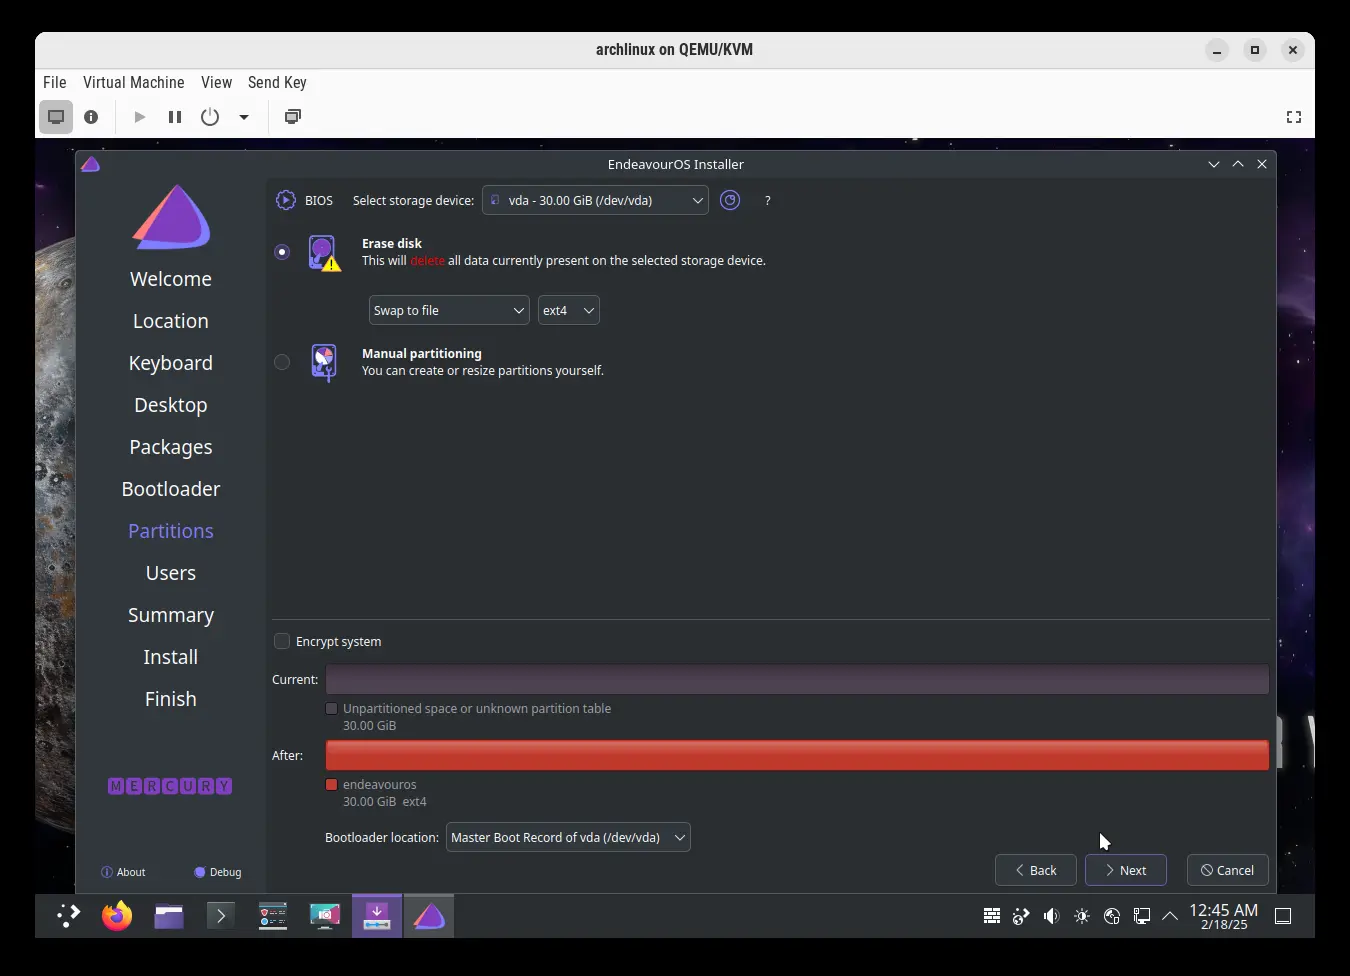 archlinux on QEMU/KVM
File Virtual Machine View Send Key
EndeavourOS Installer
BIOS Select storage device: vda - 30.00 GiB (/dev/vda) ?
Erase disk
This will delete all data currently present on the selected storage device.
Swap to file ext4
Manual partitioning
You can create or resize partitions yourself.
Welcome
Location
Keyboard
Desktop
Packages
Bootloader
Partitions
Users
Summary
Install
Finish
MERCURY
About Debug
Encrypt system
Current:
Unpartitioned space or unknown partition table
30.00 GiB
After:
endeavouros
30.00 GiB ext4
Bootloader location: Master Boot Record of vda (/dev/vda)
Back Next Cancel
12:45 AM
2/18/25